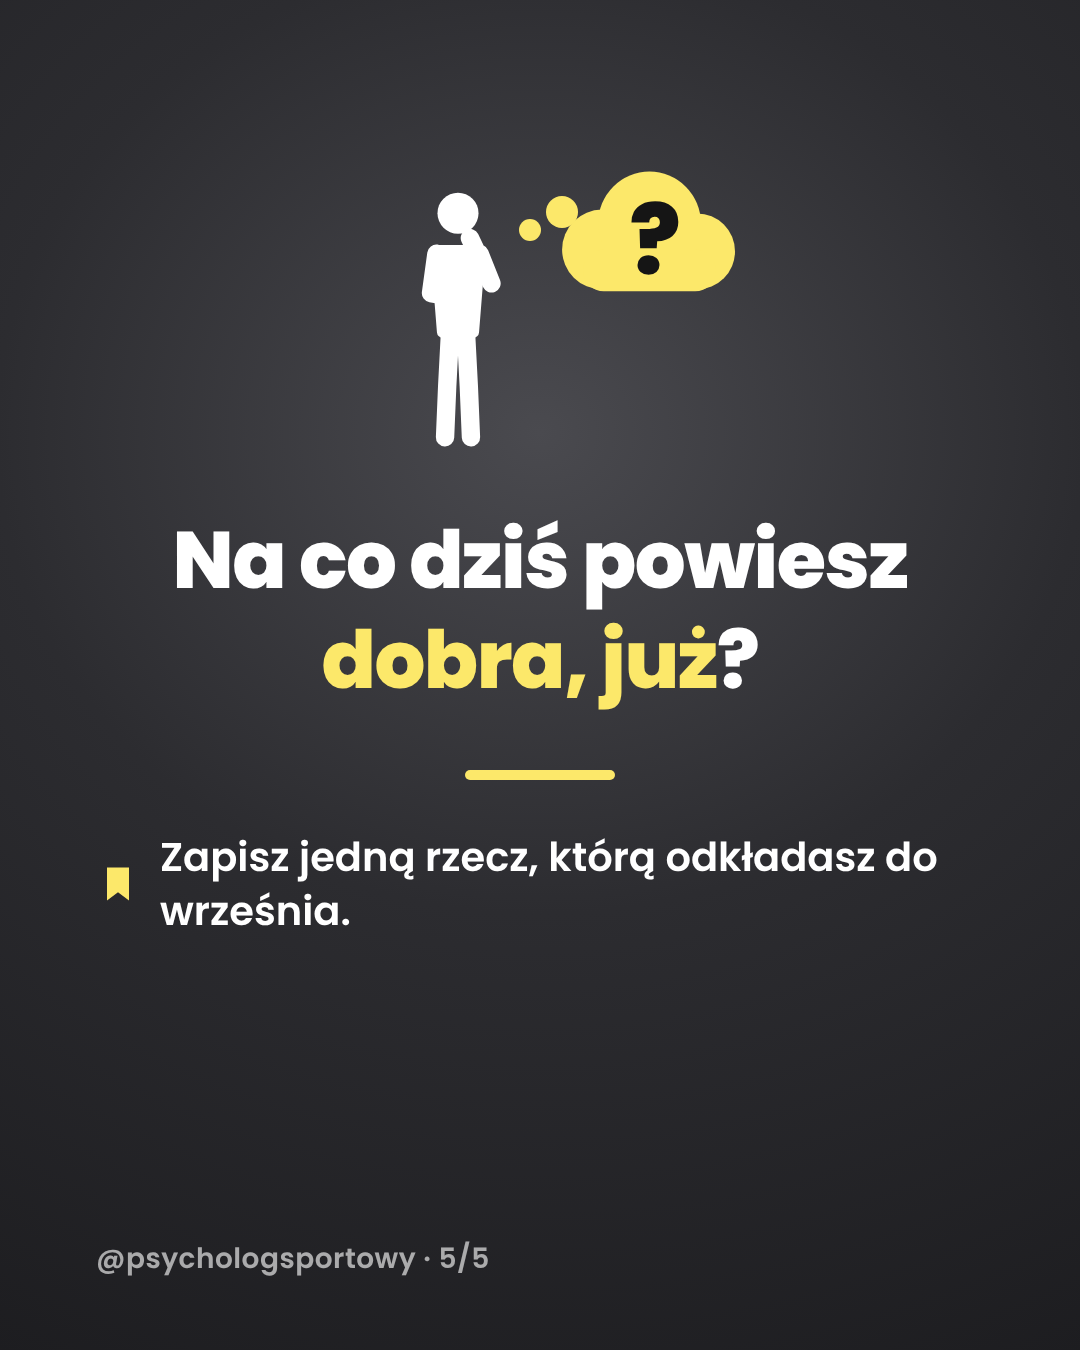 ?
Na co dziś powiesz
dobra, już?
Zapisz jedną rzecz, którą odkładasz do
września.
@psychologsportowy · 5/5